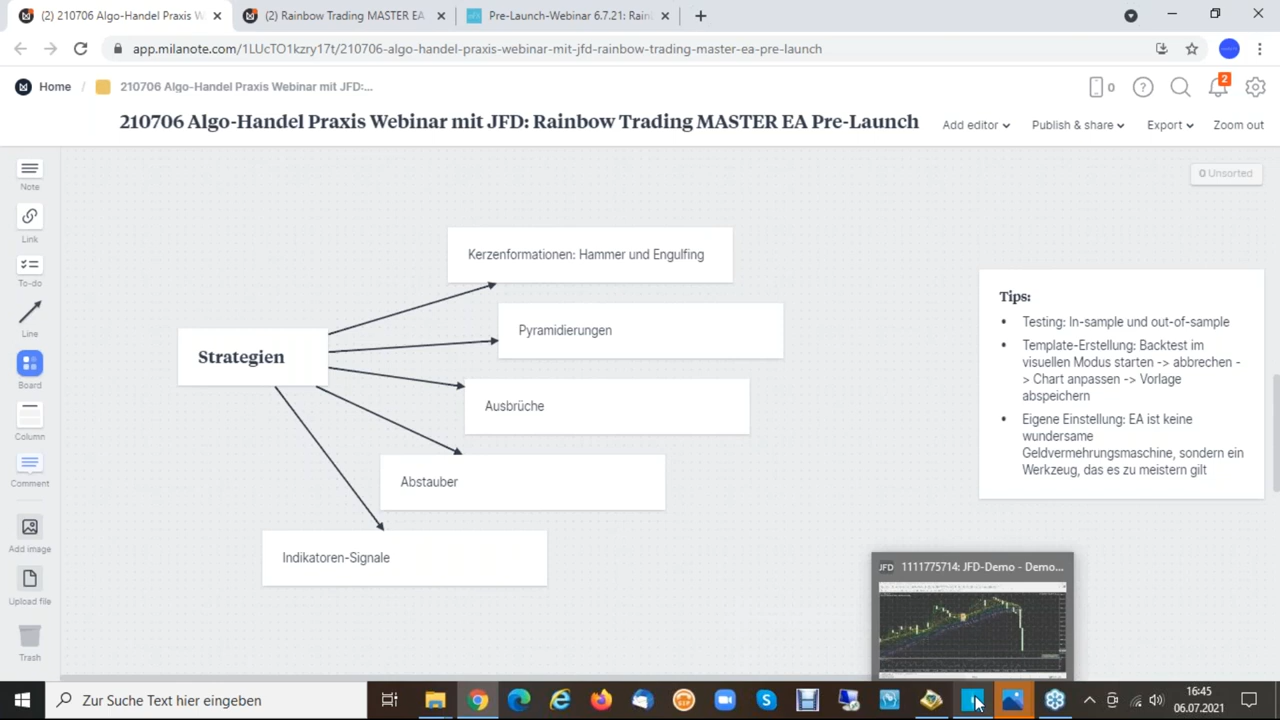 (2) 210706 Algo-Handel Praxis W
(2) Rainbow Trading MASTER EA
Pre-Launch-Webinar 6.7.21: Rain
app.milanote.com/1LUcTO1kzry17t/210706-algo-handel-praxis-webinar-mit-jfd-rainbow-trading-master-ea-pre-launch
Home / 210706 Algo-Handel Praxis Webinar mit JFD:...
0
2
210706 Algo-Handel Praxis Webinar mit JFD: Rainbow Trading MASTER EA Pre-Launch
Add editor
Publish & share
Export
Zoom out
0 Unsorted
Note
Link
To-do
Line
Board
Column
Comment
Add image
Upload file
Trash
Strategien
Kerzenformationen: Hammer und Engulfing
Pyramidierungen
Ausbrüche
Abstauber
Indikatoren-Signale
Tips:
• Testing: In-sample und out-of-sample
• Template-Erstellung: Backtest im
visuellen Modus starten -> abbrechen -
> Chart anpassen -> Vorlage
abspeichern
• Eigene Einstellung: EA ist keine
wundersame
Geldvermehrungsmaschine, sondern ein
Werkzeug, das es zu meistern gilt
JFD 1111775714: JFD-Demo - Demo...
Zur Suche Text hier eingeben
16:45
06.07.2021